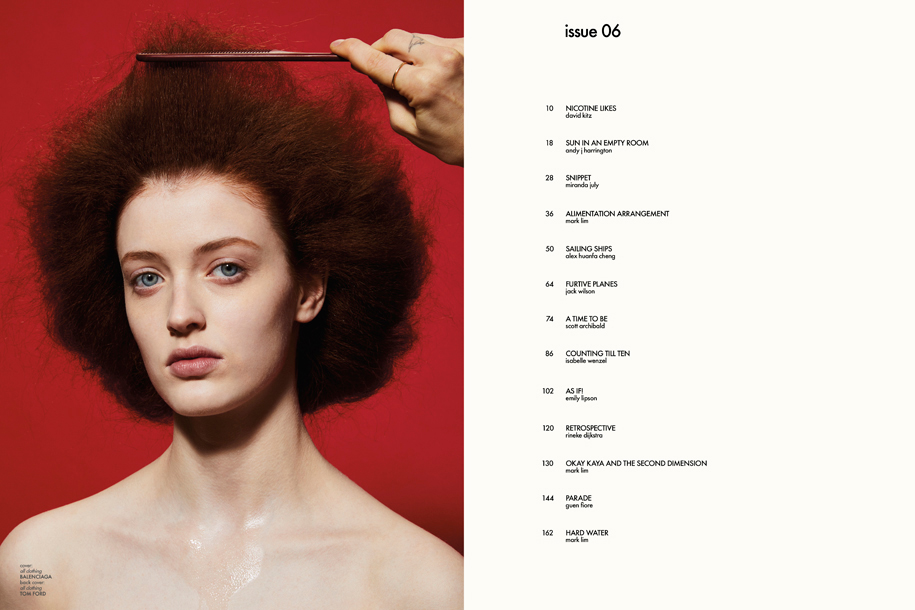 cover:
all clothing
BALENCIAGA
back cover:
all clothing
TOM FORD
issue 06
10 NICOTINE LIKES
david kitz
18 SUN IN AN EMPTY ROOM
andy j harrington
28 SNIPPET
miranda july
36 ALIMENTATION ARRANGEMENT
mark lim
50 SAILING SHIPS
alex huanfa cheng
64 FURTIVE PLANES
jack wilson
74 A TIME TO BE
scott archibald
86 COUNTING TILL TEN
isabelle wenzel
102 AS IF!
emily lipson
120 RETROSPECTIVE
rineke dijkstra
130 OKAY KAYA AND THE SECOND DIMENSION
mark lim
144 PARADE
guen fiore
162 HARD WATER
mark lim